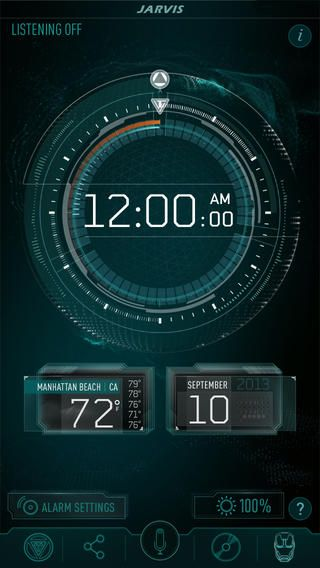 JARVIS
LISTENING OFF
i
12:00:00 AM
MANHATTAN BEACH | CA
72°F
79°
78°
76°
71°
76°
SEPTEMBER 2013
10
ALARM SETTINGS
100%
?